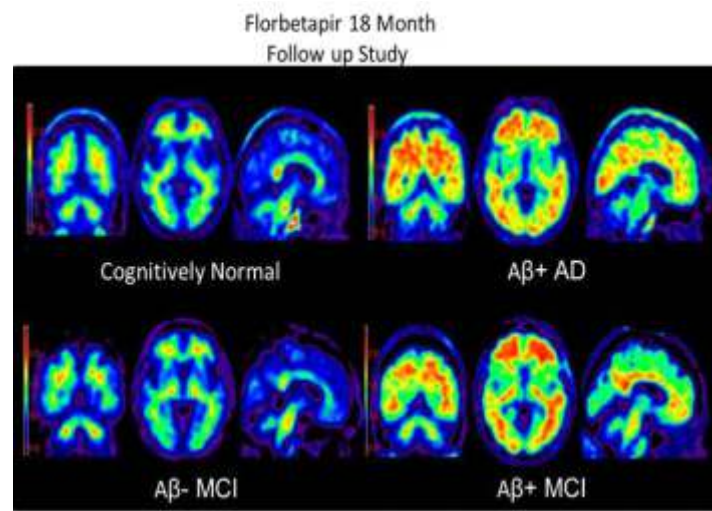 Florbetapir 18 Month
Follow up Study
Cognitively Normal
Aβ+ AD
Aβ- MCI
Aβ+ MCI